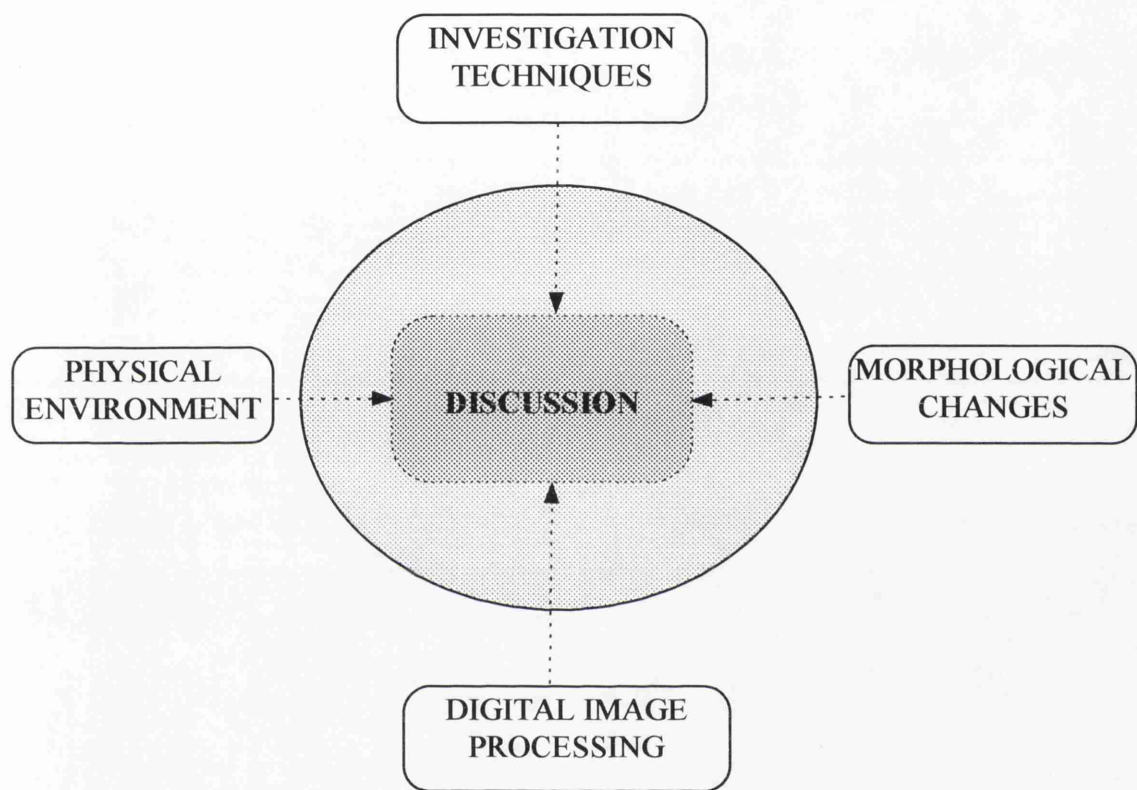 INVESTIGATION
TECHNIQUES
PHYSICAL
ENVIRONMENT
DISCUSSION
MORPHOLOGICAL
CHANGES
DIGITAL IMAGE
PROCESSING